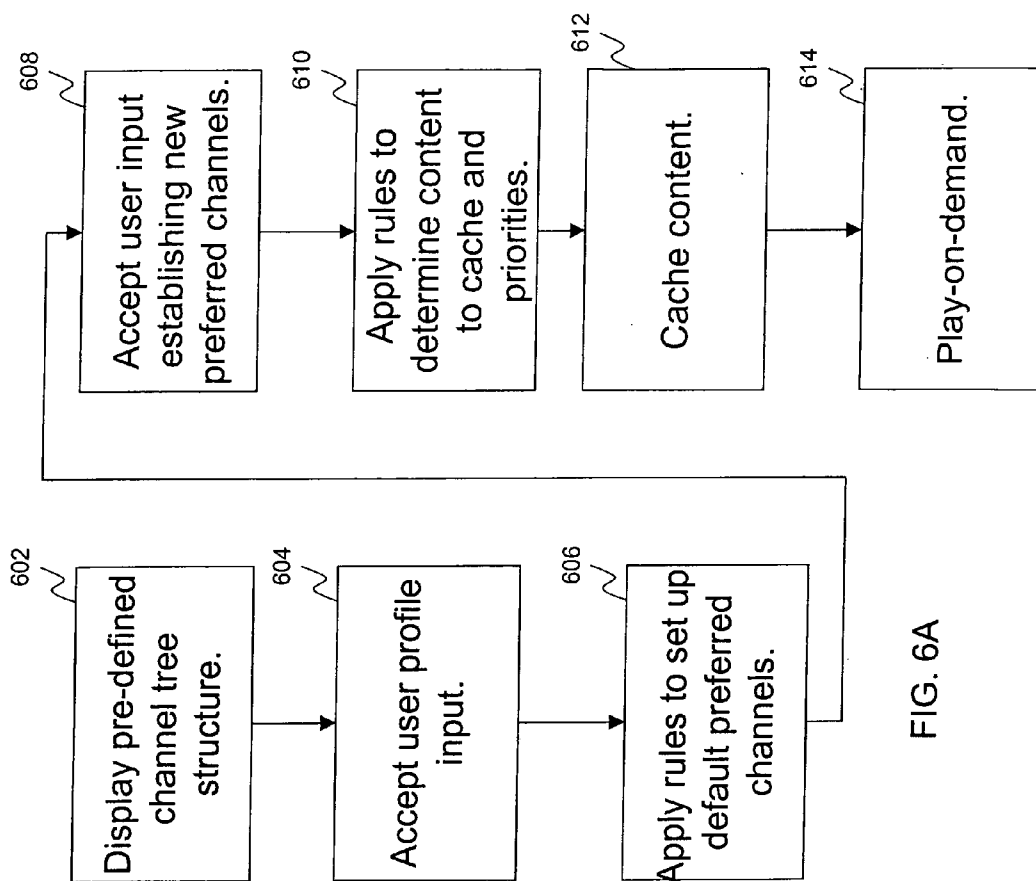 602
Display pre-defined
channel tree
structure.
604
Accept user profile
input.
606
Apply rules to set up
default preferred
channels.
608
Accept user input
establishing new
preferred channels.
610
Apply rules to
determine content
to cache and
priorities.
612
Cache content.
614
Play-on-demand.
FIG. 6A